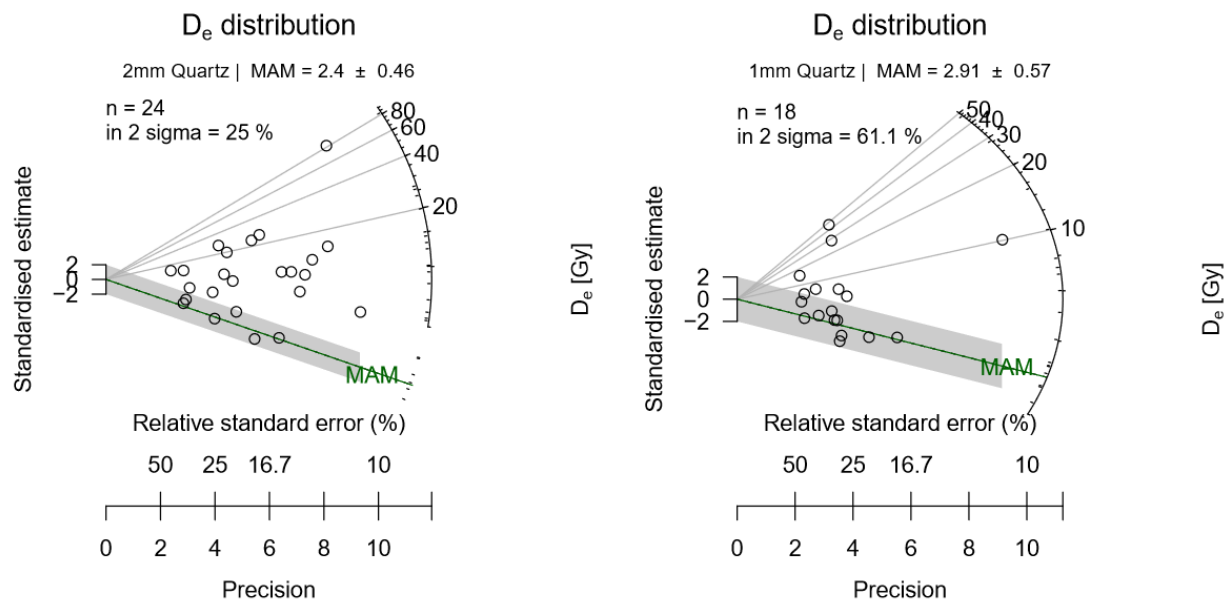 De distribution
2mm Quartz | MAM = 2.4 ± 0.46
n = 24
in 2 sigma = 25 %
80
60
40
20
Standardised estimate
2
0
−2
De [Gy]
MAM
Relative standard error (%)
50 25 16.7 10
0 2 4 6 8 10
Precision
De distribution
1mm Quartz | MAM = 2.91 ± 0.57
n = 18
in 2 sigma = 61.1 %
50
40
30
20
10
Standardised estimate
2
0
−2
De [Gy]
MAM
Relative standard error (%)
50 25 16.7 10
0 2 4 6 8 10
Precision